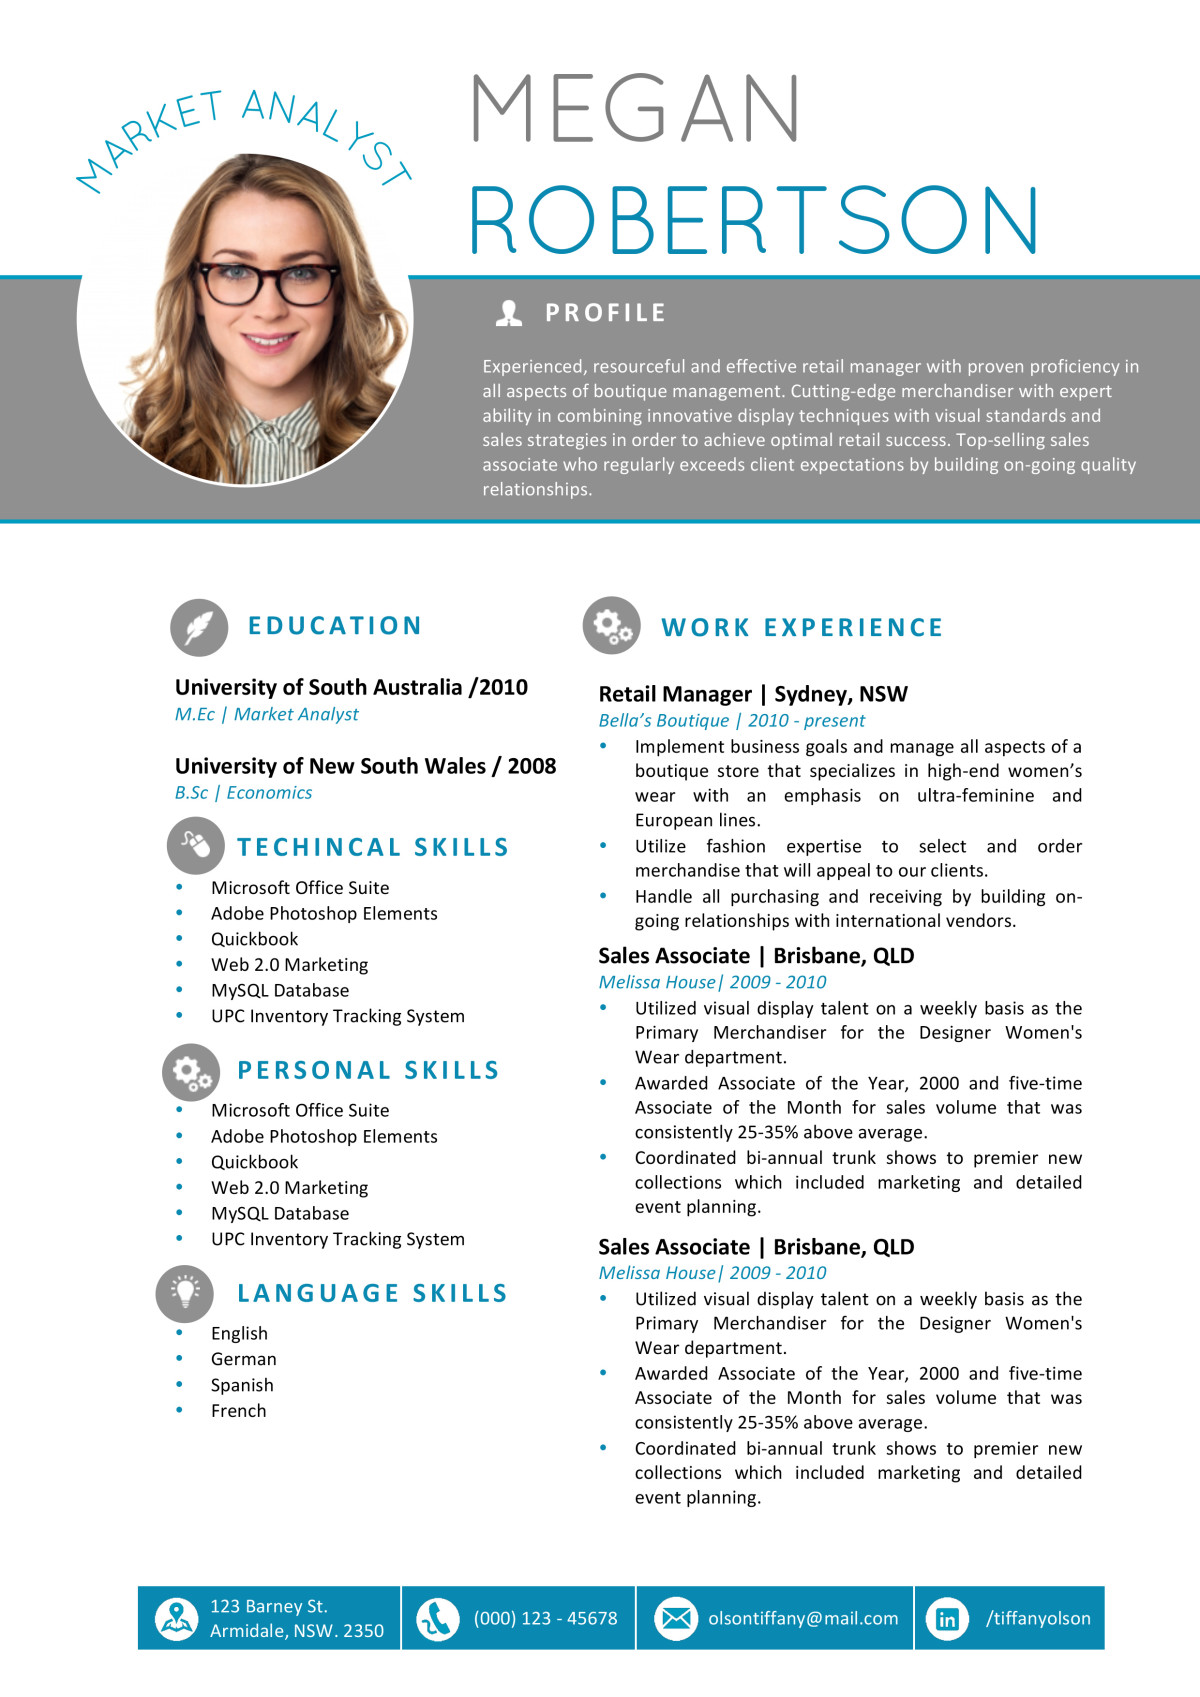 MARKET ANALYST
MEGAN
ROBERTSON
PROFILE
Experienced, resourceful and effective retail manager with proven proficiency in
all aspects of boutique management. Cutting-edge merchandiser with expert
ability in combining innovative display techniques with visual standards and
sales strategies in order to achieve optimal retail success. Top-selling sales
associate who regularly exceeds client expectations by building on-going quality
relationships.
EDUCATION
University of South Australia /2010
M.Ec | Market Analyst
University of New South Wales / 2008
B.Sc | Economics
TECHINCAL SKILLS
• Microsoft Office Suite
• Adobe Photoshop Elements
• Quickbook
• Web 2.0 Marketing
• MySQL Database
• UPC Inventory Tracking System
PERSONAL SKILLS
• Microsoft Office Suite
• Adobe Photoshop Elements
• Quickbook
• Web 2.0 Marketing
• MySQL Database
• UPC Inventory Tracking System
LANGUAGE SKILLS
• English
• German
• Spanish
• French
WORK EXPERIENCE
Retail Manager | Sydney, NSW
Bella’s Boutique | 2010 - present
• Implement business goals and manage all aspects of a
boutique store that specializes in high-end women’s
wear with an emphasis on ultra-feminine and
European lines.
• Utilize fashion expertise to select and order
merchandise that will appeal to our clients.
• Handle all purchasing and receiving by building on-
going relationships with international vendors.
Sales Associate | Brisbane, QLD
Melissa House| 2009 - 2010
• Utilized visual display talent on a weekly basis as the
Primary Merchandiser for the Designer Women's
Wear department.
• Awarded Associate of the Year, 2000 and five-time
Associate of the Month for sales volume that was
consistently 25-35% above average.
• Coordinated bi-annual trunk shows to premier new
collections which included marketing and detailed
event planning.
Sales Associate | Brisbane, QLD
Melissa House| 2009 - 2010
• Utilized visual display talent on a weekly basis as the
Primary Merchandiser for the Designer Women's
Wear department.
• Awarded Associate of the Year, 2000 and five-time
Associate of the Month for sales volume that was
consistently 25-35% above average.
• Coordinated bi-annual trunk shows to premier new
collections which included marketing and detailed
event planning.
123 Barney St.
Armidale, NSW. 2350
(000) 123 - 45678
olsontiffany@mail.com
in
/tiffanyolson